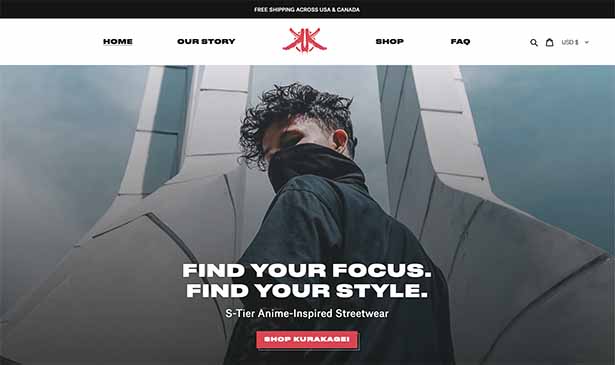 FREE SHIPPING ACROSS USA & CANADA
HOME
OUR STORY
SHOP
FAQ
USD $
FIND YOUR FOCUS.
FIND YOUR STYLE.
S-Tier Anime-Inspired Streetwear
SHOP KURAKAGE!